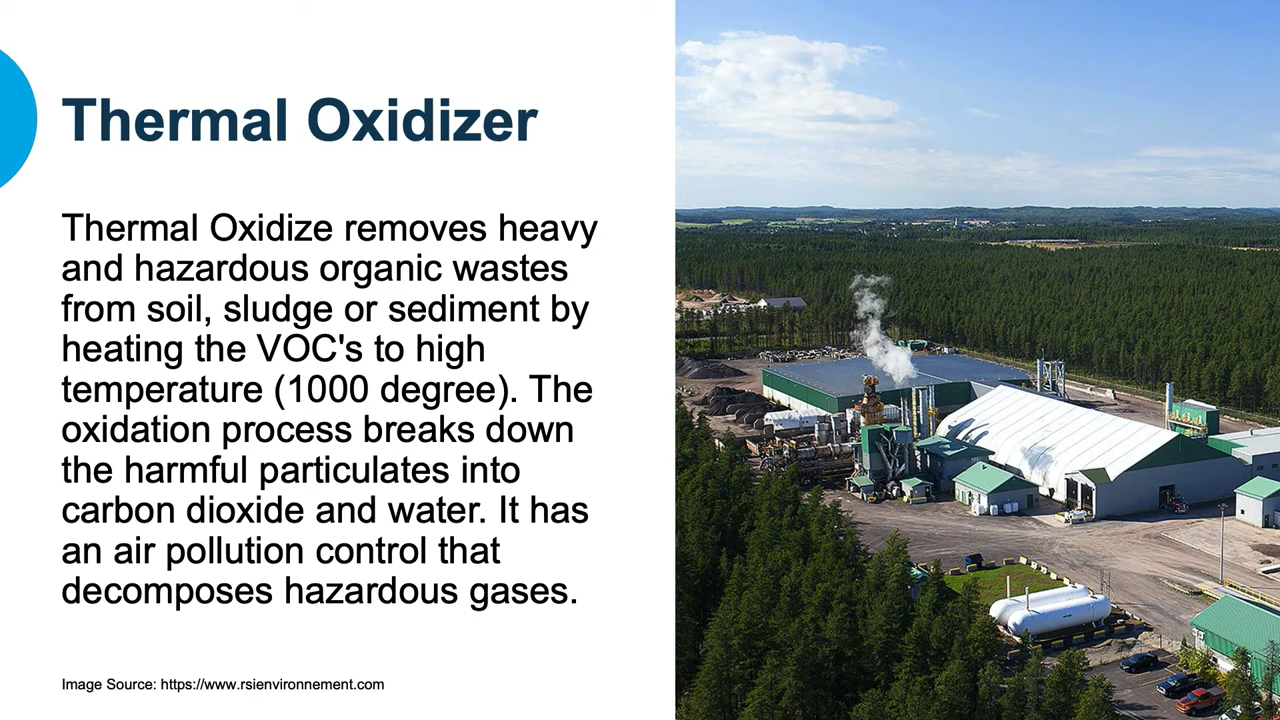 Thermal Oxidizer
Thermal Oxidize removes heavy
and hazardous organic wastes
from soil, sludge or sediment by
heating the VOC's to high
temperature (1000 degree). The
oxidation process breaks down
the harmful particulates into
carbon dioxide and water. It has
an air pollution control that
decomposes hazardous gases.
Image Source: https://www.rsienvironnement.com